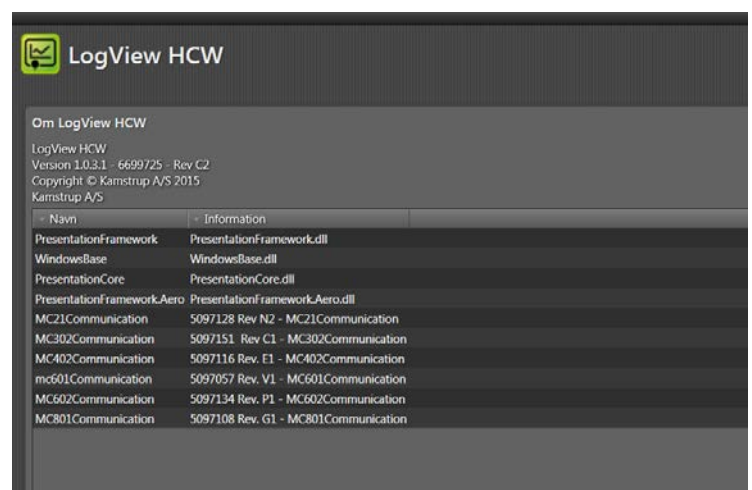 LogView HCW
Om LogView HCW
LogView HCW
Version 1.0.3.1 - 6699725 - Rev C2
Copyright © Kamstrup A/S 2015
Kamstrup A/S
Navn Information
PresentationFramework PresentationFramework.dll
WindowsBase WindowsBase.dll
PresentationCore PresentationCore.dll
PresentationFramework.Aero PresentationFramework.Aero.dll
MC21Communication 5097128 Rev N2 - MC21Communication
MC302Communication 5097151 Rev C1 - MC302Communication
MC402Communication 5097116 Rev. E1 - MC402Communication
mc601Communication 5097057 Rev. V1 - MC601Communication
MC602Communication 5097134 Rev. P1 - MC602Communication
MC801Communication 5097108 Rev. G1 - MC801Communication